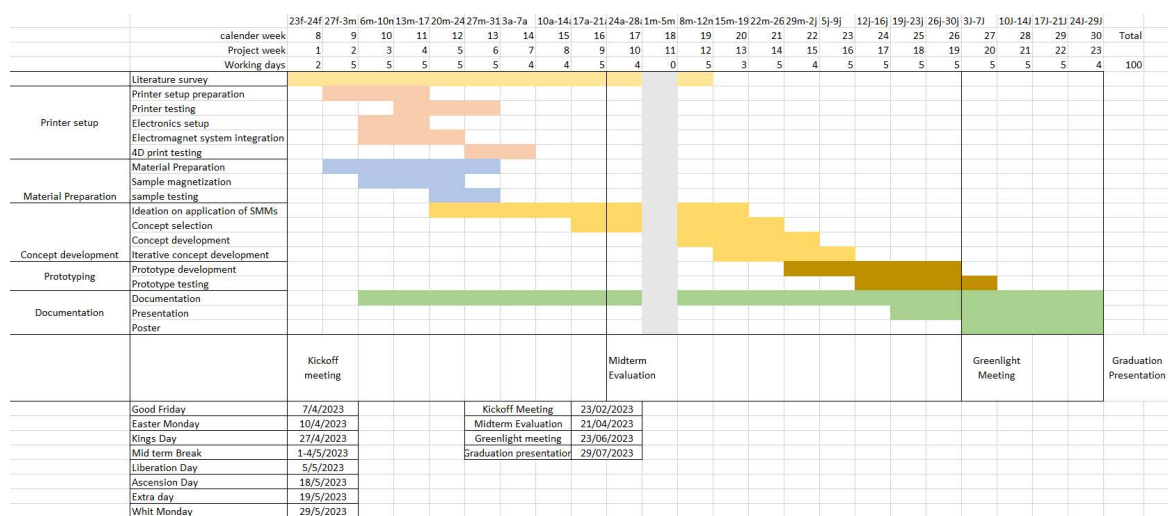 23f-24f 27f-3m 6m-10m 13m-17 20m-24 27m-31 3a-7a 10a-14 17a-21 24a-28 1m-5m 8m-12m 15m-19 22m-26 29m-2j 5j-9j 12j-16j 19j-23j 26j-30j 3J-7J 10J-14J 17J-21J 24J-29J
calender week 8 9 10 11 12 13 14 15 16 17 18 19 20 21 22 23 24 25 26 27 28 29 30 Total
Project week 1 2 3 4 5 6 7 8 9 10 11 12 13 14 15 16 17 18 19 20 21 22 23
Working days 2 5 5 5 5 5 4 4 5 4 0 5 3 5 4 5 5 5 5 5 5 5 4 100
Literature survey
Printer setup preparation
Printer testing
Printer setup Electronics setup
Electromagnet system integration
4D print testing
Material Preparation
Sample magnetization
Material Preparation sample testing
Ideation on application of SMMs
Concept selection
Concept development
Concept development Iterative concept development
Prototyping Prototype development
Prototype testing
Documentation
Documentation Presentation
Poster
Kickoff meeting
Midterm Evaluation
Greenlight Meeting
Graduation Presentation
Good Friday 7/4/2023 Kickoff Meeting 23/02/2023
Easter Monday 10/4/2023 Midterm Evaluation 21/04/2023
Kings Day 27/4/2023 Greenlight meeting 23/06/2023
Mid term Break 1-4/5/2023 Graduation presentation 29/07/2023
Liberation Day 5/5/2023
Ascension Day 18/5/2023
Extra day 19/5/2023
Whit Monday 29/5/2023